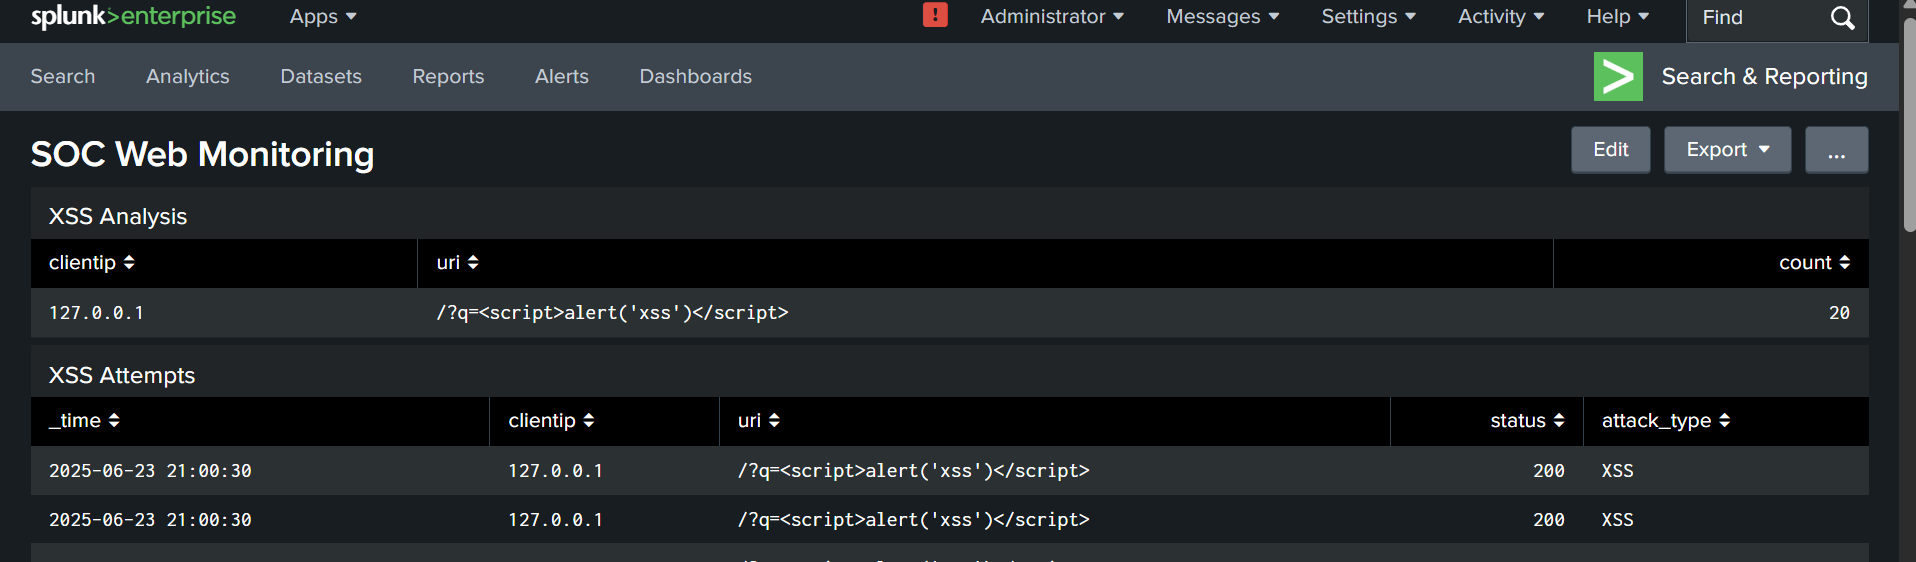 splunk>enterprise Apps Administrator Messages Settings Activity Help Find
Search Analytics Datasets Reports Alerts Dashboards Search & Reporting
SOC Web Monitoring Edit Export ...
XSS Analysis
clientip uri count
127.0.0.1 /?q=<script>alert('xss')</script> 20
XSS Attempts
_time clientip uri status attack_type
2025-06-23 21:00:30 127.0.0.1 /?q=<script>alert('xss')</script> 200 XSS
2025-06-23 21:00:30 127.0.0.1 /?q=<script>alert('xss')</script> 200 XSS